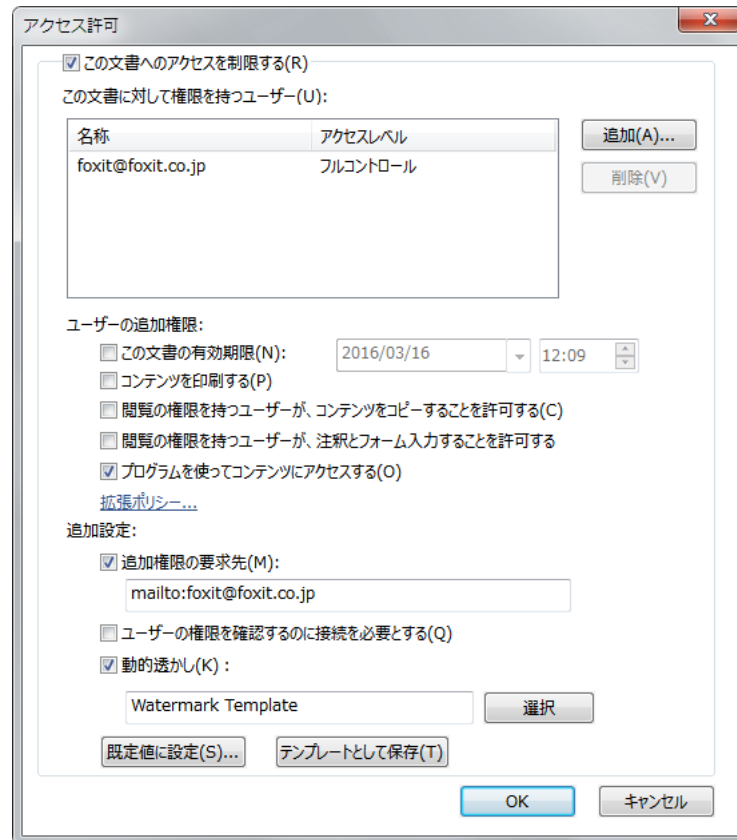 アクセス許可
この文書へのアクセスを制限する(R)
この文書に対して権限を持つユーザー(U):
名称 アクセスレベル 追加(A)...
foxit@foxit.co.jp フルコントロール
削除(V)
ユーザーの追加権限:
この文書の有効期限(N): 2016/03/16 12:09
コンテンツを印刷する(P)
閲覧の権限を持つユーザーが、コンテンツをコピーすることを許可する(C)
閲覧の権限を持つユーザーが、注釈とフォーム入力することを許可する
プログラムを使ってコンテンツにアクセスする(O)
拡張ポリシー...
追加設定:
追加権限の要求先(M):
mailto:foxit@foxit.co.jp
ユーザーの権限を確認するのに接続を必要とする(Q)
動的透かし(K) :
Watermark Template 選択
既定値に設定(S)... テンプレートとして保存(T)
OK キャンセル